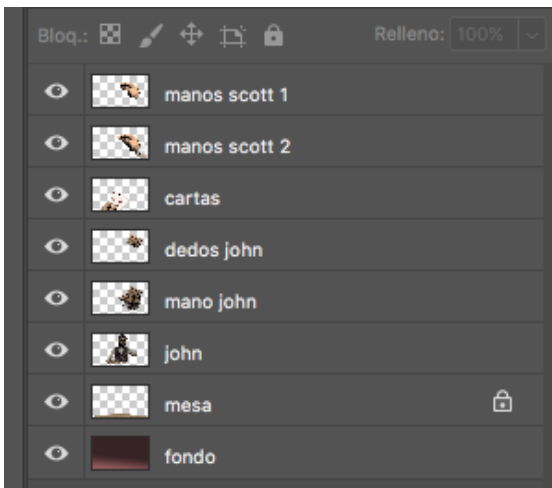 Bloq.: Relleno: 100%
manos scott 1
manos scott 2
cartas
dedos john
mano john
john
mesa
fondo